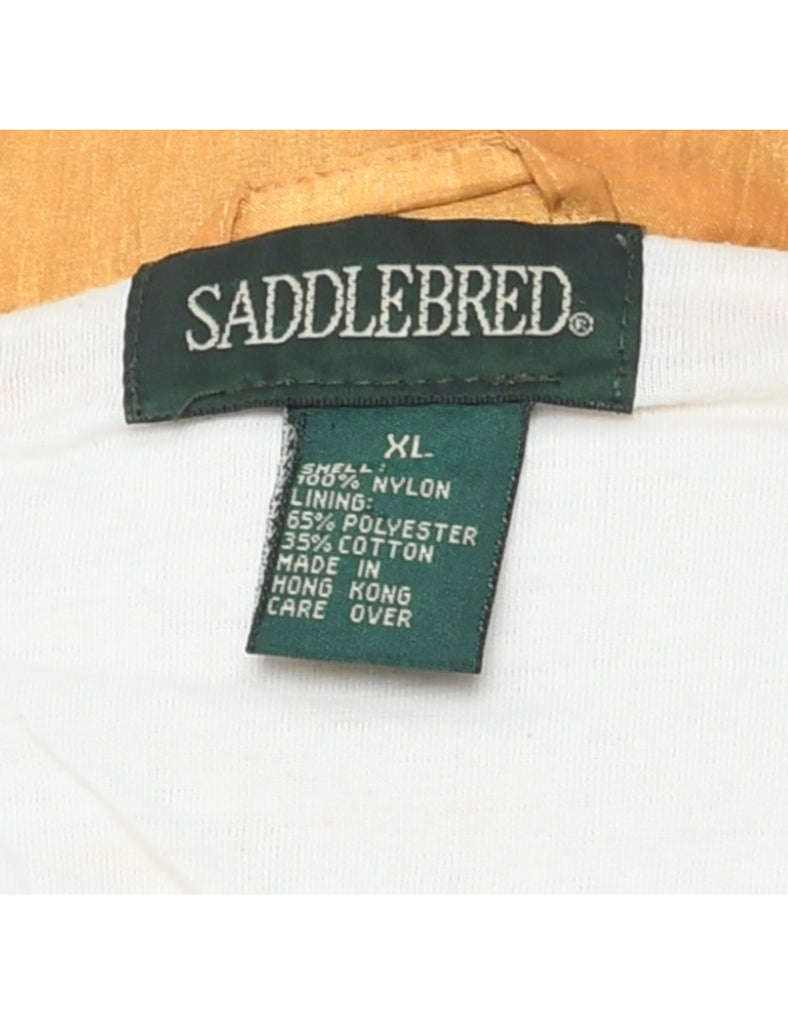 SADDLEBRED®
XL
SHELL:
100% NYLON
LINING:
65% POLYESTER
35% COTTON
MADE IN
HONG KONG
CARE OVER